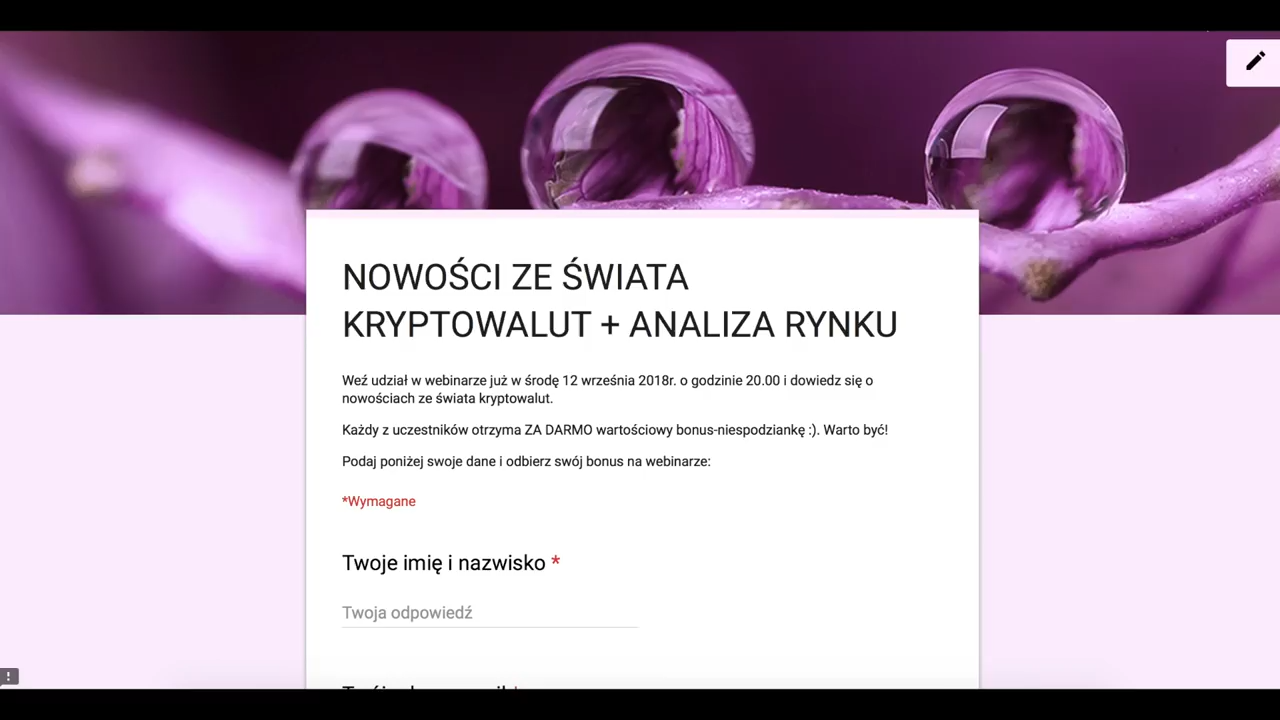 NOWOŚCI ZE ŚWIATA
KRYPTOWALUT + ANALIZA RYNKU
Weź udział w webinarze już w środę 12 września 2018r. o godzinie 20.00 i dowiedz się o
nowościach ze świata kryptowalut.
Każdy z uczestników otrzyma ZA DARMO wartościowy bonus-niespodziankę :). Warto być!
Podaj poniżej swoje dane i odbierz swój bonus na webinarze:
*Wymagane
Twoje imię i nazwisko *
Twoja odpowiedź